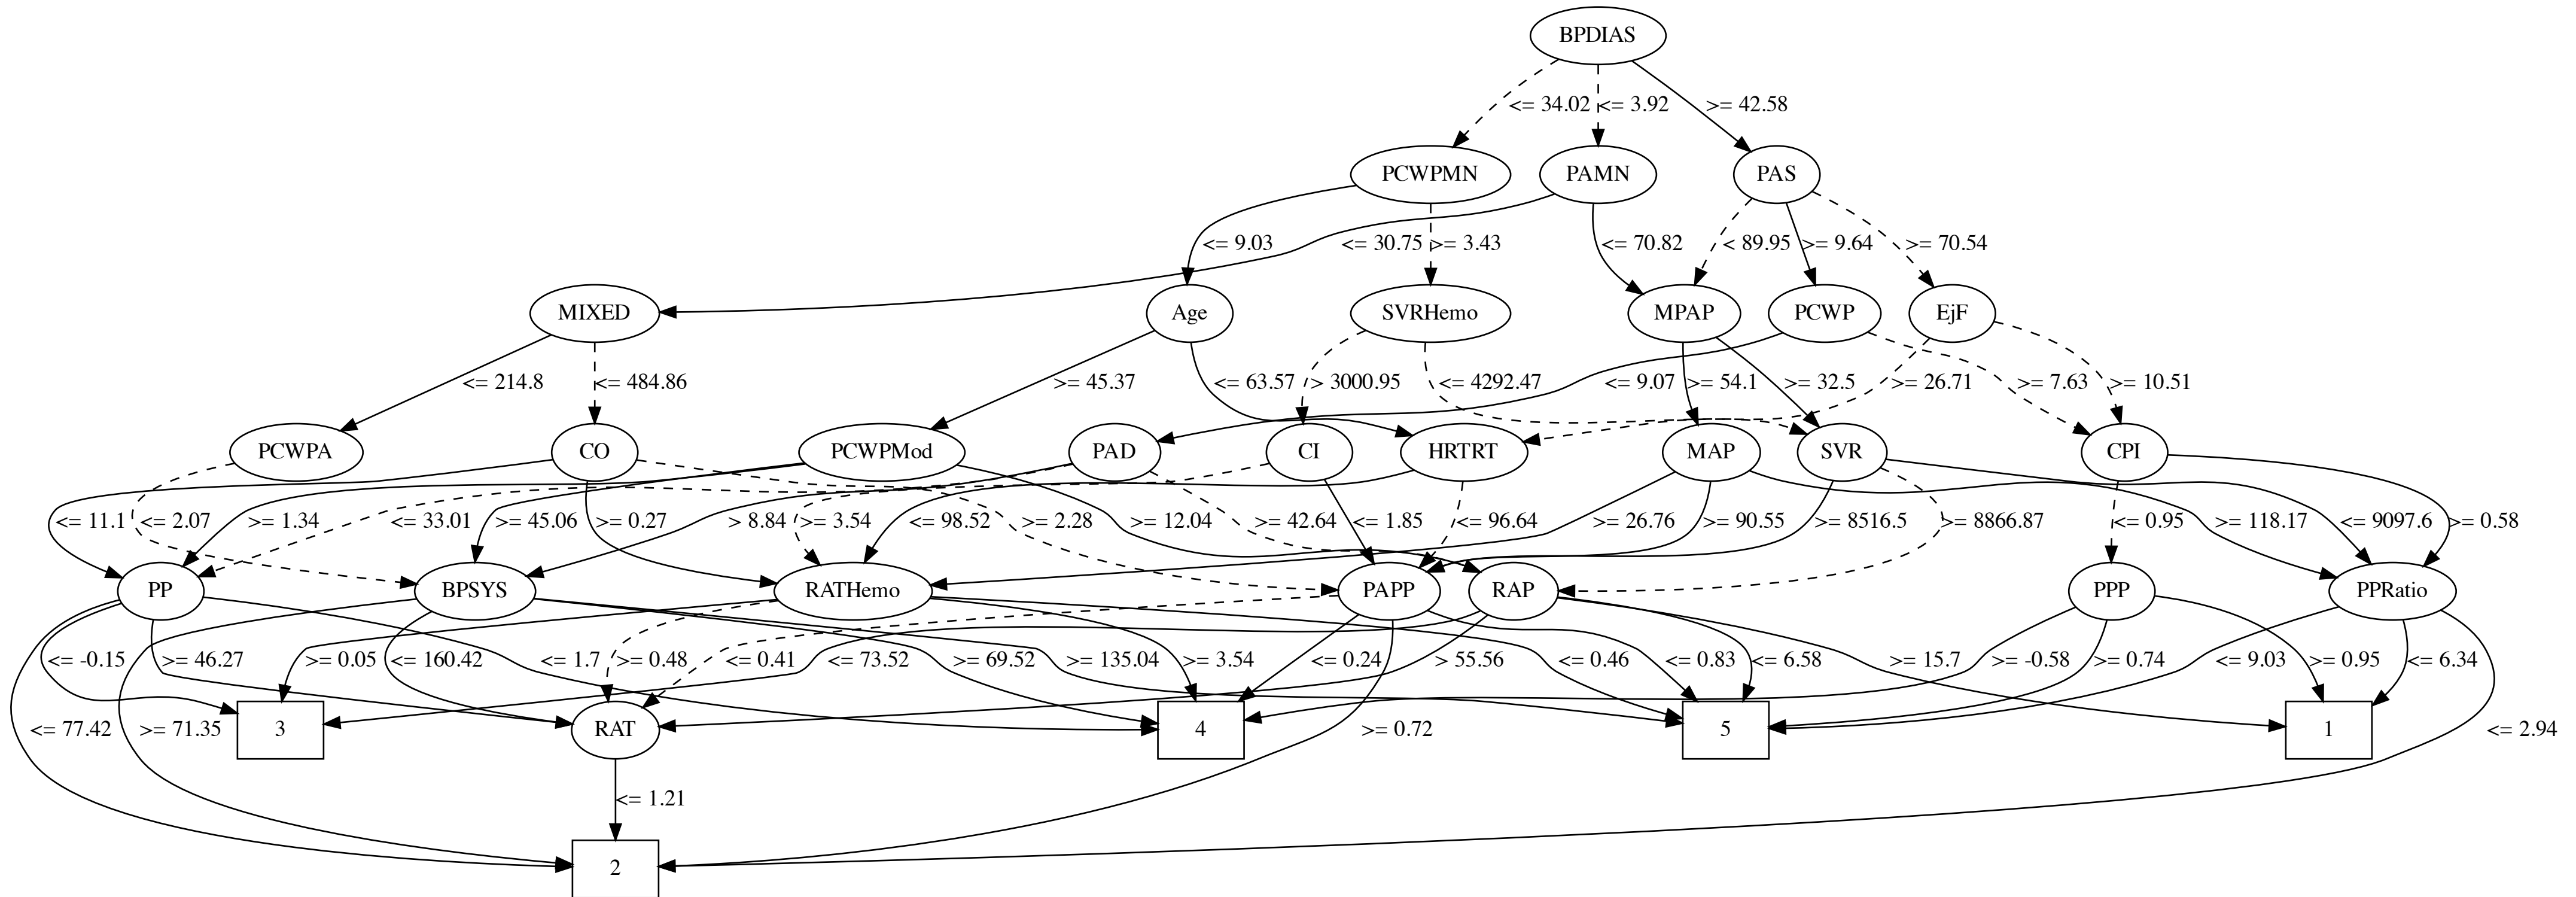 BPDIAS
<= 34.02
<= 3.92
>= 42.58
PCWPMN
PAMN
PAS
<= 9.03
<= 30.75
>= 3.43
<= 70.82
< 89.95
>= 9.64
>= 70.54
MIXED
Age
SVRHemo
MPAP
PCWP
EjF
<= 214.8
<= 484.86
>= 45.37
<= 63.57
> 3000.95
<= 4292.47
<= 9.07
>= 54.1
>= 32.5
>= 26.71
>= 7.63
>= 10.51
PCWPA
CO
PCWPMod
PAD
CI
HRTRT
MAP
SVR
CPI
<= 11.1
<= 2.07
>= 1.34
<= 33.01
>= 45.06
>= 0.27
> 8.84
>= 3.54
<= 98.52
>= 2.28
>= 12.04
>= 42.64
<= 1.85
<= 96.64
>= 26.76
>= 90.55
>= 8516.5
>= 8866.87
<= 0.95
>= 118.17
<= 9097.6
>= 0.58
PP
BPSYS
RATHemo
PAPP
RAP
PPP
PPRatio
<= -0.15
>= 46.27
>= 0.05
<= 160.42
<= 1.7
>= 0.48
<= 0.41
<= 73.52
>= 69.52
>= 135.04
>= 3.54
<= 0.24
> 55.56
<= 0.46
<= 0.83
<= 6.58
>= 15.7
>= -0.58
>= 0.74
<= 9.03
>= 0.95
<= 6.34
<= 77.42
>= 71.35
3
RAT
4
>= 0.72
5
1
<= 2.94
<= 1.21
2